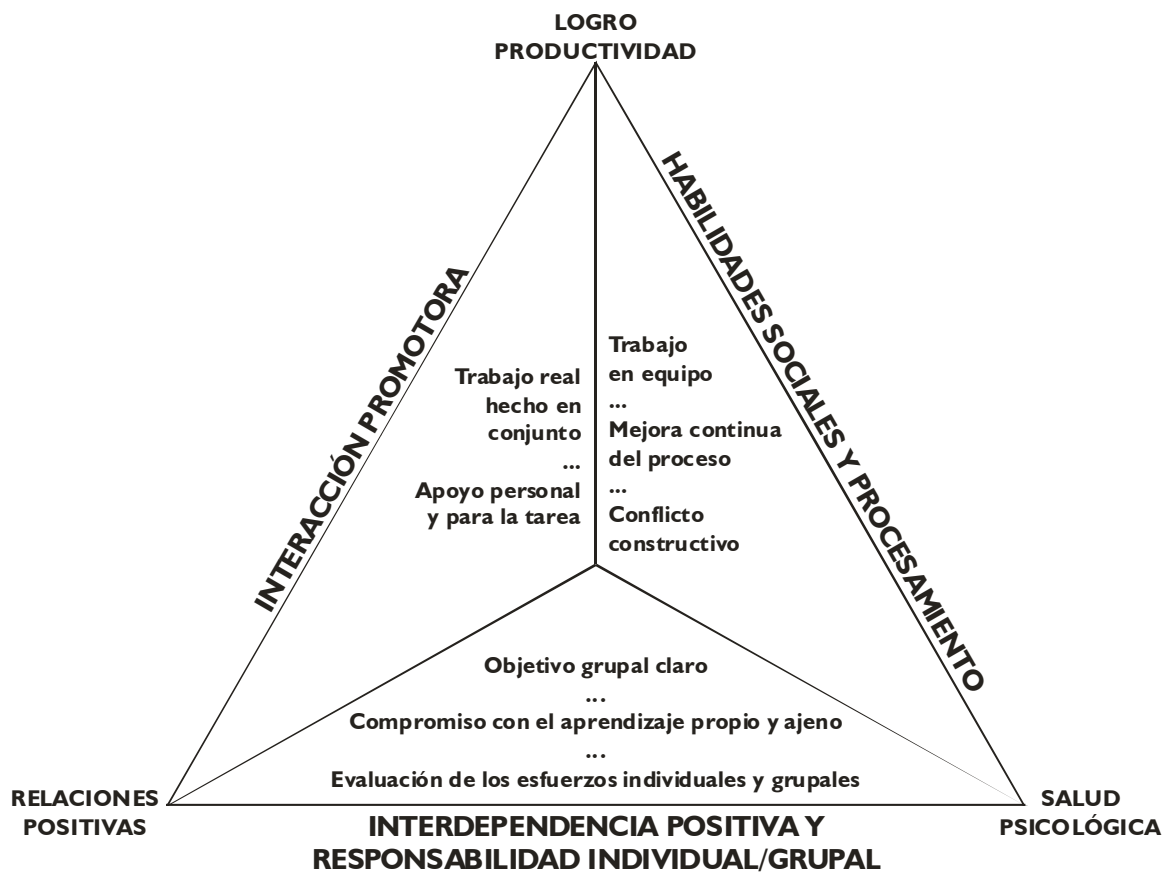 LOGRO
PRODUCTIVIDAD
INTERACCIÓN PROMOTORA
HABILIDADES SOCIALES Y PROCESAMIENTO
Trabajo real
hecho en
conjunto
...
Apoyo personal
y para la tarea
Trabajo
en equipo
...
Mejora continua
del proceso
...
Conflicto
constructivo
Objetivo grupal claro
...
Compromiso con el aprendizaje propio y ajeno
...
Evaluación de los esfuerzos individuales y grupales
RELACIONES
POSITIVAS
SALUD
PSICOLÓGICA
INTERDEPENDENCIA POSITIVA Y
RESPONSABILIDAD INDIVIDUAL/GRUPAL